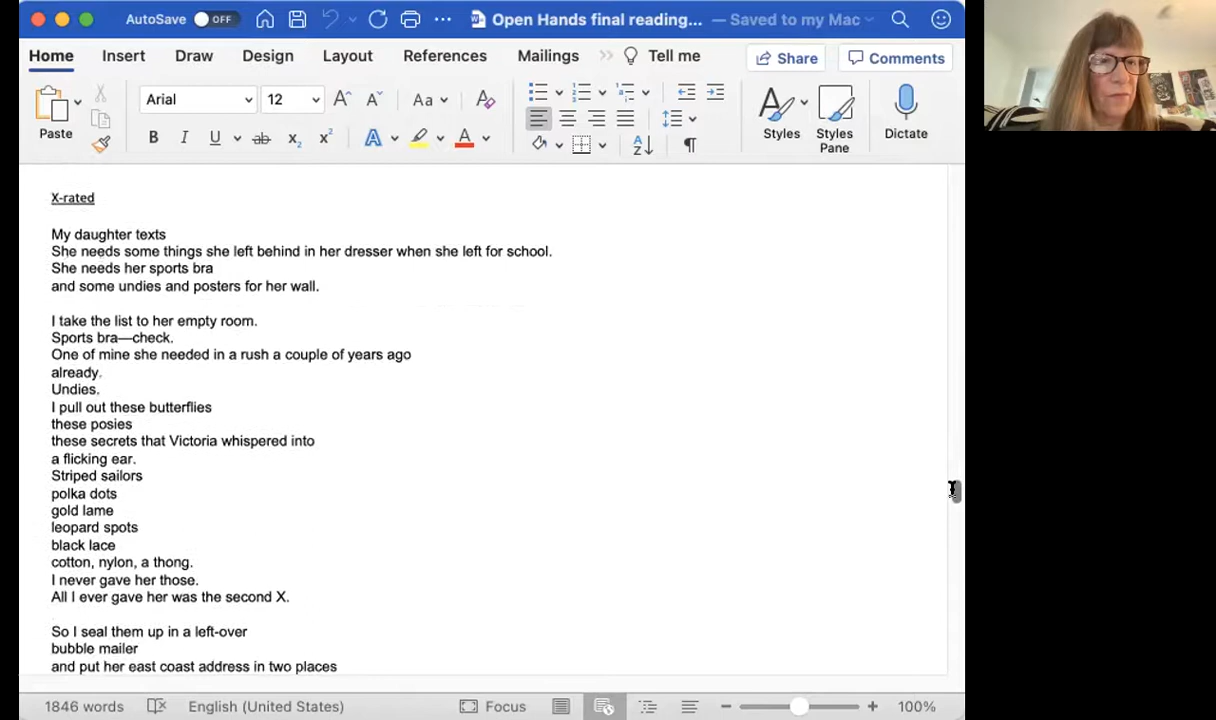 AutoSave OFF
Open Hands final reading... — Saved to my Mac
Home Insert Draw Design Layout References Mailings Tell me Share Comments
Paste Arial 12 Aa Styles Styles Pane Dictate
X-rated
My daughter texts
She needs some things she left behind in her dresser when she left for school.
She needs her sports bra
and some undies and posters for her wall.
I take the list to her empty room.
Sports bra—check.
One of mine she needed in a rush a couple of years ago
already.
Undies.
I pull out these butterflies
these posies
these secrets that Victoria whispered into
a flicking ear.
Striped sailors
polka dots
gold lame
leopard spots
black lace
cotton, nylon, a thong.
I never gave her those.
All I ever gave her was the second X.
So I seal them up in a left-over
bubble mailer
and put her east coast address in two places
1846 words English (United States) Focus 100%